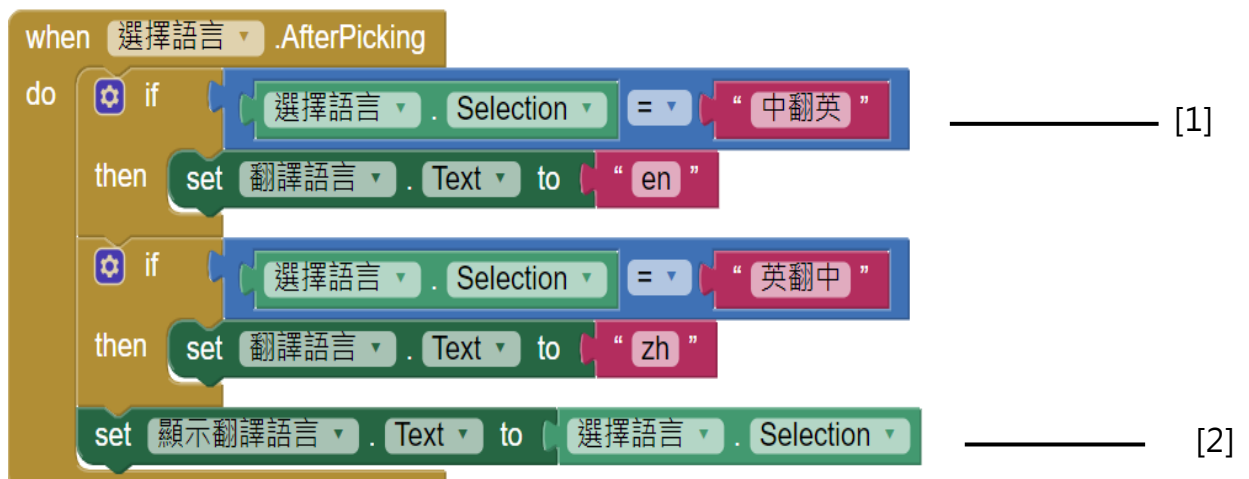 when 選擇語言 .AfterPicking
do if 選擇語言 . Selection = “ 中翻英 ” [1]
then set 翻譯語言 . Text to “ en ”
if 選擇語言 . Selection = “ 英翻中 ”
then set 翻譯語言 . Text to “ zh ”
set 顯示翻譯語言 . Text to 選擇語言 . Selection [2]